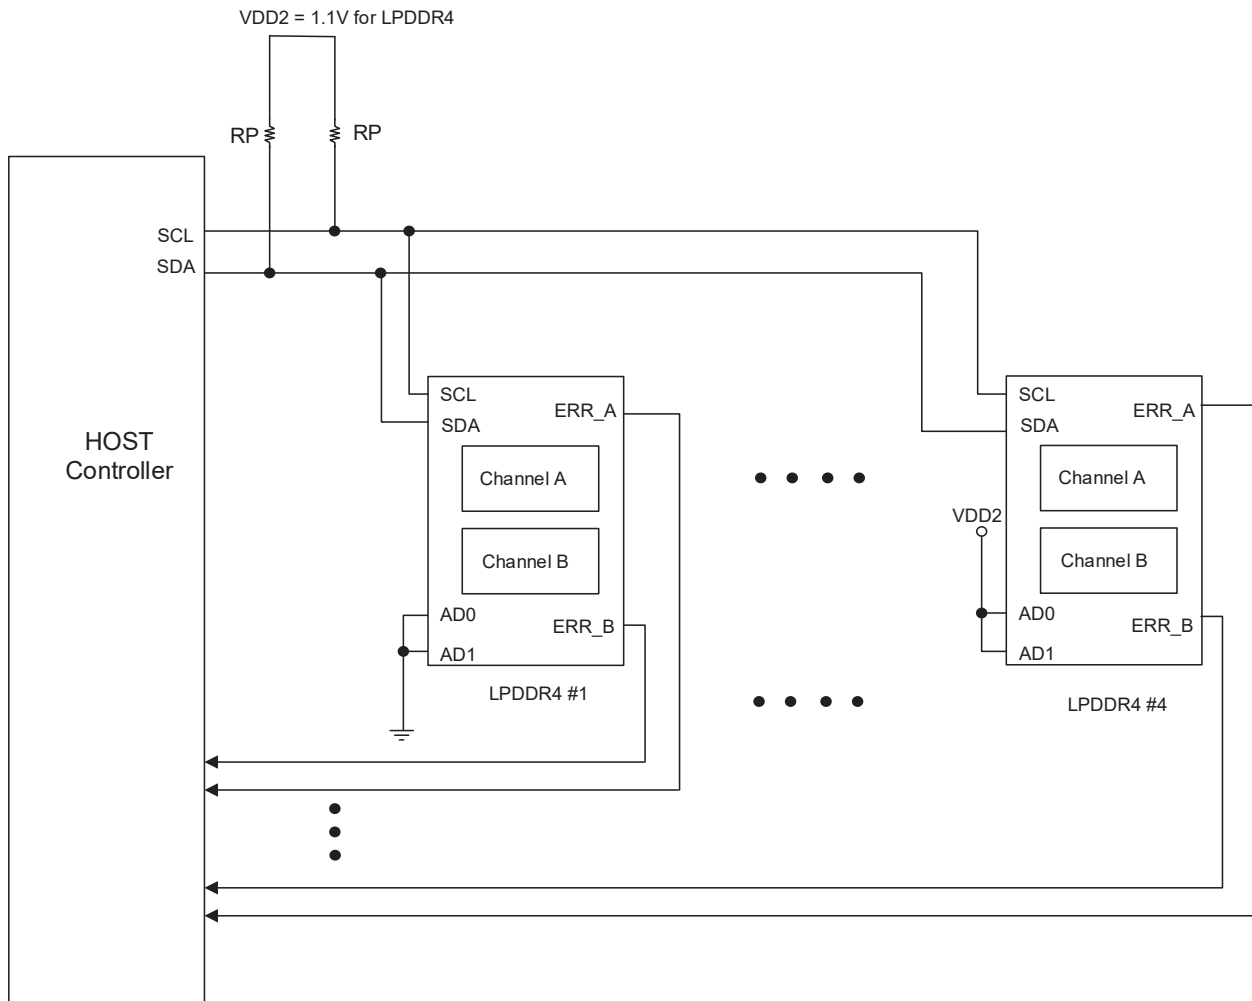 VDD2 = 1.1V for LPDDR4
RP
RP
SCL
SDA
HOST
Controller
SCL
SDA
ERR_A
Channel A
Channel B
AD0
AD1
ERR_B
LPDDR4 #1
SCL
SDA
ERR_A
Channel A
VDD2
Channel B
AD0
AD1
ERR_B
LPDDR4 #4